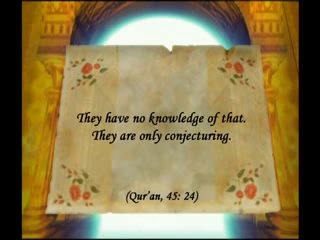 They have no knowledge of that.
They are only conjecturing.
(Qur'an, 45: 24)